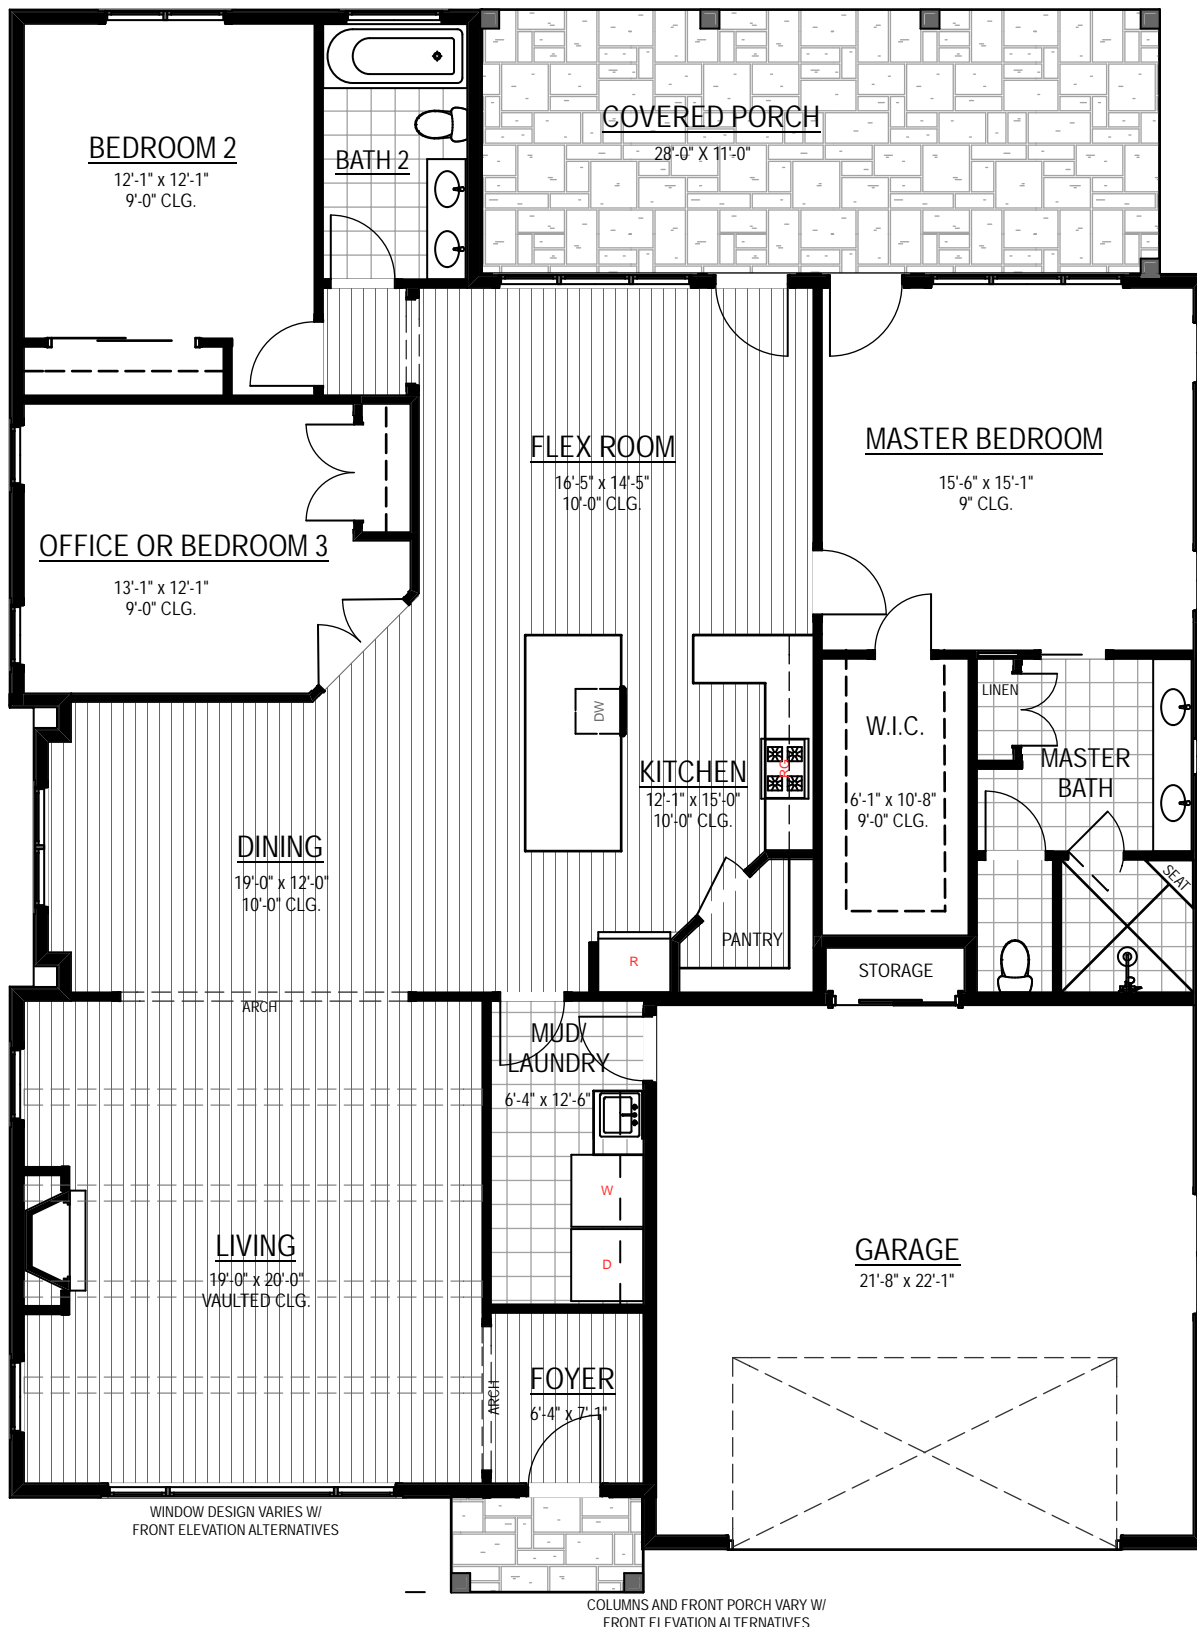 BEDROOM 2
12'-1" x 12'-1"
9'-0" CLG.
BATH 2
COVERED PORCH
28'-0" X 11'-0"
FLEX ROOM
16'-5" x 14'-5"
10'-0" CLG.
MASTER BEDROOM
15'-6" x 15'-1"
9" CLG.
OFFICE OR BEDROOM 3
13'-1" x 12'-1"
9'-0" CLG.
DW
LINEN
W.I.C.
6'-1" x 10'-8"
9'-0" CLG.
MASTER
BATH
KITCHEN
12'-1" x 15'-0"
10'-0" CLG.
RG
DINING
19'-0" x 12'-0"
10'-0" CLG.
SEAT
PANTRY
R
STORAGE
ARCH
MUD/
LAUNDRY
6'-4" x 12'-6"
W
D
LIVING
19'-0" x 20'-0"
VAULTED CLG.
GARAGE
21'-8" x 22'-1"
FOYER
6'-4" x 7'-1"
ARCH
WINDOW DESIGN VARIES W/
FRONT ELEVATION ALTERNATIVES
COLUMNS AND FRONT PORCH VARY W/
FRONT ELEVATION ALTERNATIVES